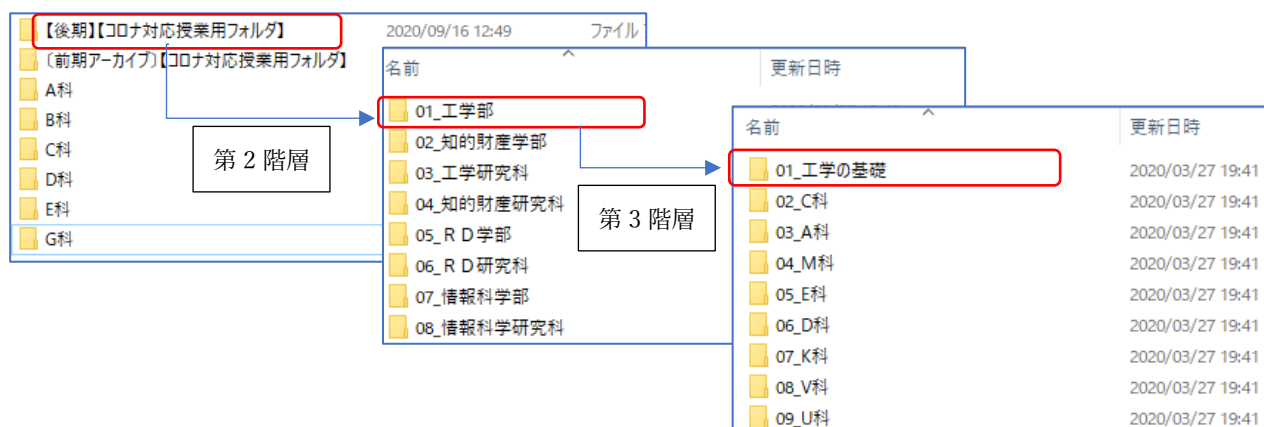 【後期】【コロナ対応授業用フォルダ】 2020/09/16 12:49 ファイル
〔前期アーカイブ〕【コロナ対応授業用フォルダ】
A科
B科
C科
D科
E科
G科
第２階層
名前 更新日時
01_工学部
02_知的財産学部
03_工学研究科
04_知的財産研究科
05_ＲＤ学部
06_ＲＤ研究科
07_情報科学部
08_情報科学研究科
第３階層
名前 更新日時
01_工学の基礎 2020/03/27 19:41
02_C科 2020/03/27 19:41
03_A科 2020/03/27 19:41
04_M科 2020/03/27 19:41
05_E科 2020/03/27 19:41
06_D科 2020/03/27 19:41
07_K科 2020/03/27 19:41
08_V科 2020/03/27 19:41
09_U科 2020/03/27 19:41